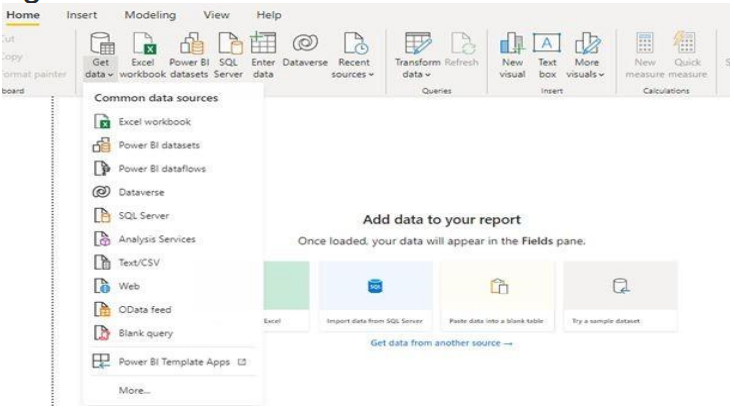 Home Insert Modeling View Help
Cut
Copy
Format painter
board
Get data
Excel workbook
Power BI datasets
SQL Server
Enter data
Dataverse
Recent sources
Transform data
Refresh
New visual
Text box
More visuals
New measure
Quick measure
Queries
Insert
Calculations
Common data sources
Excel workbook
Power BI datasets
Power BI dataflows
Dataverse
SQL Server
Analysis Services
Text/CSV
Web
OData feed
Blank query
Power BI Template Apps
More...
Add data to your report
Once loaded, your data will appear in the Fields pane.
Excel
SQL
Import data from SQL Server
Paste data into a blank table
Try a sample dataset
Get data from another source →